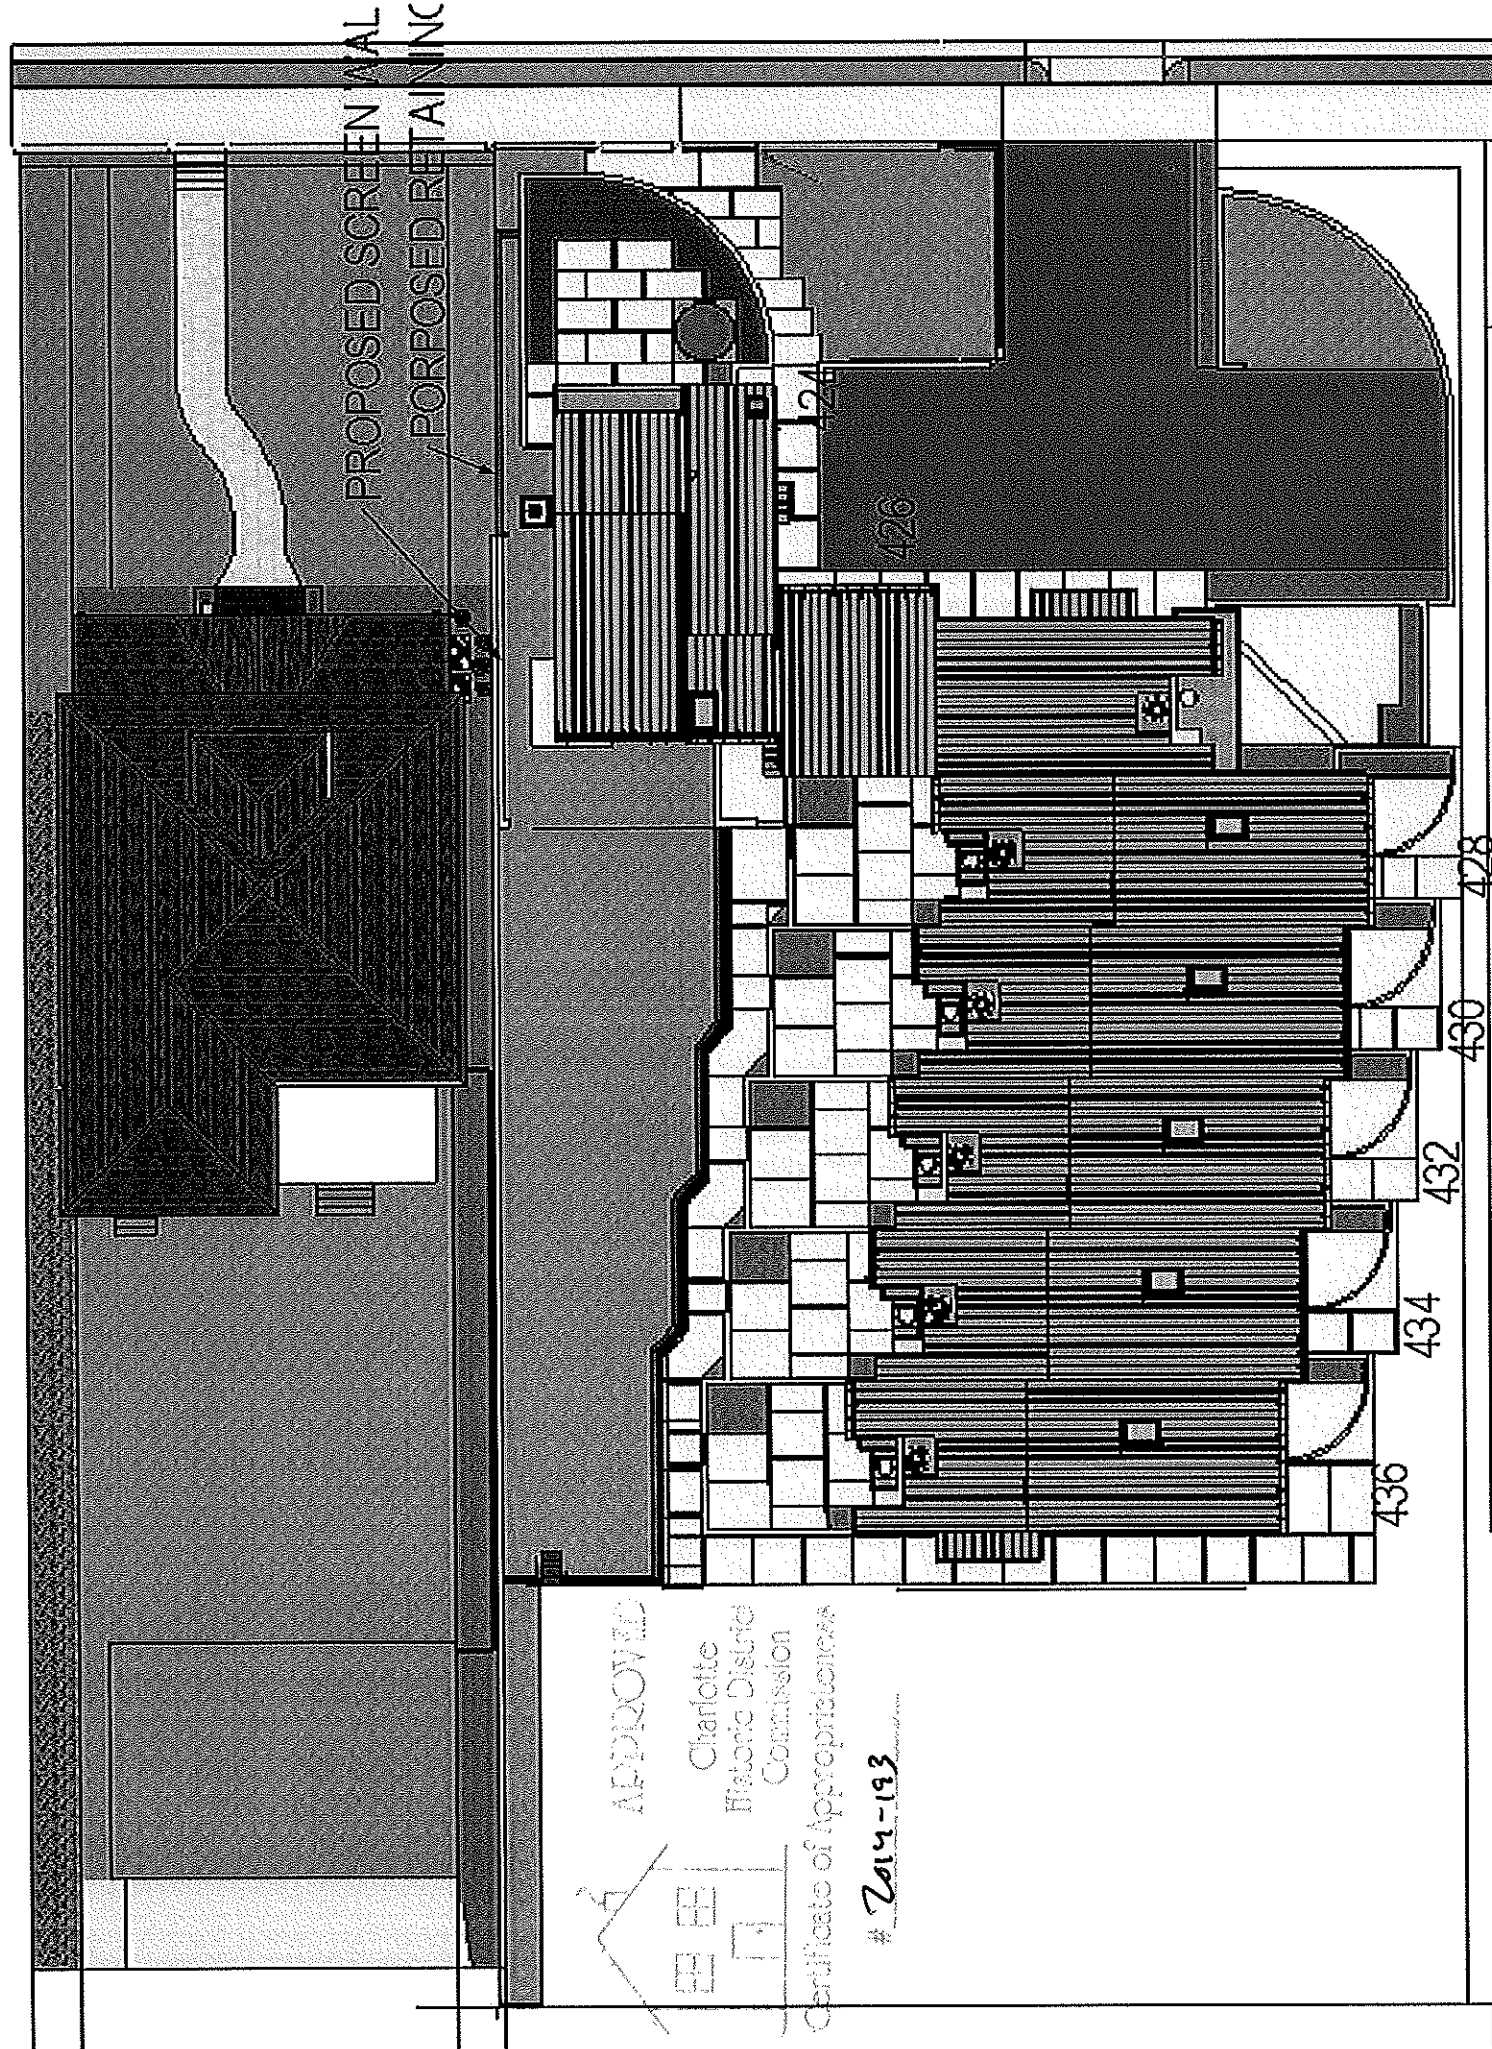 PROPOSED SCREEN WAL
PORPOSED RETAINING
424
426
428
430
432
434
436
APPROVED
Charlotte
Historic District
Commission
Certificate of Appropriateness
# 2014-193